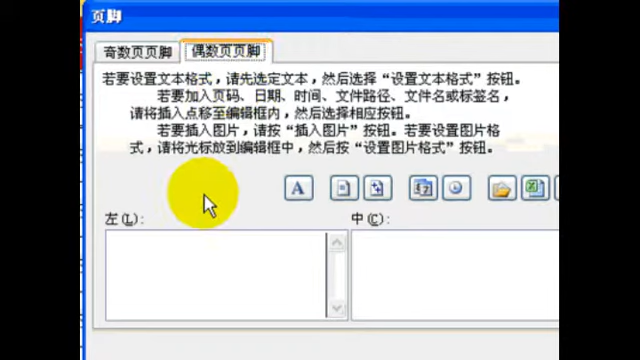 页脚
奇数页页脚 偶数页页脚
若要设置文本格式，请先选定文本，然后选择“设置文本格式”按钮。
若要加入页码、日期、时间、文件路径、文件名或标签名，
请将插入点移至编辑框内，然后选择相应按钮。
若要插入图片，请按“插入图片”按钮。若要设置图片格
式，请将光标放到编辑框中，然后按“设置图片格式”按钮。
A
左(L): 中(C):